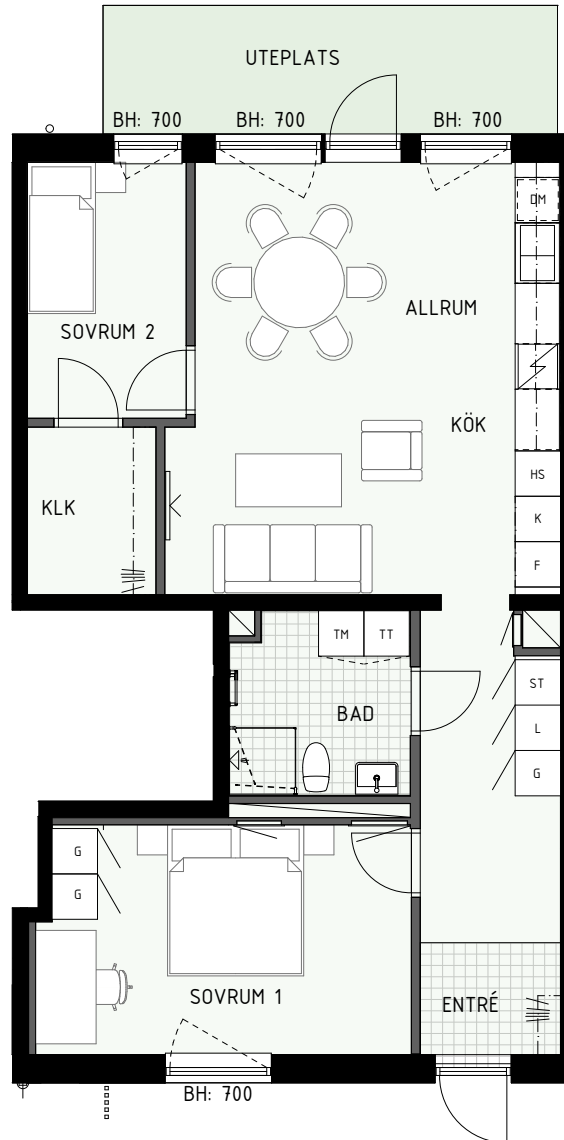 UTEPLATS
BH: 700
BH: 700
BH: 700
DM
ALLRUM
SOVRUM 2
KÖK
HS
KLK
K
F
TM
TT
ST
BAD
L
G
G
G
SOVRUM 1
ENTRÉ
BH: 700